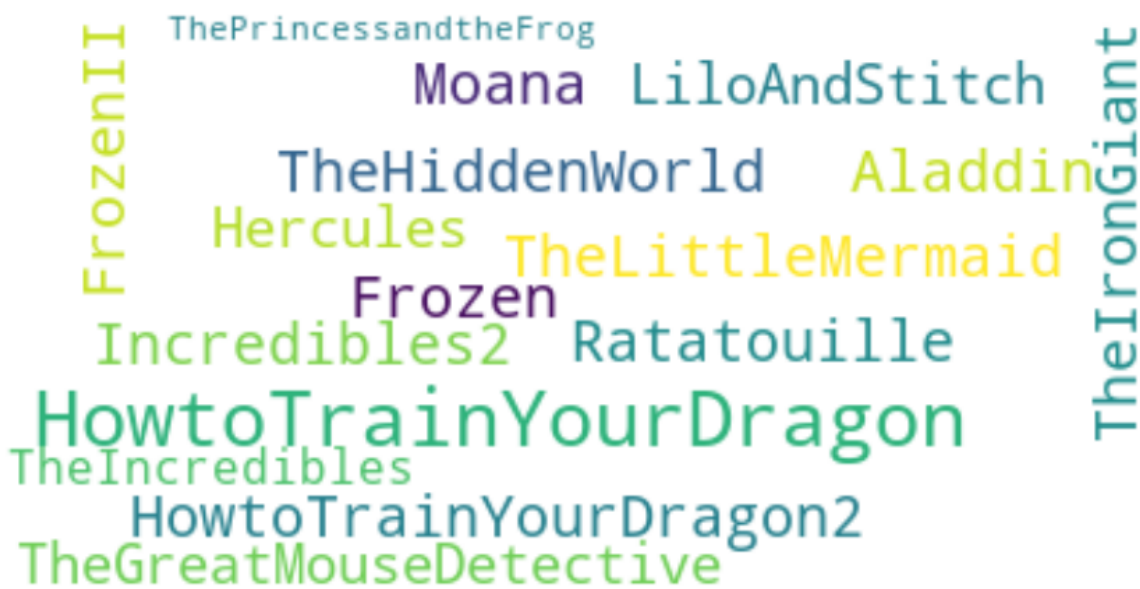 ThePrincessandtheFrog
FrozenII
Moana
LiloAndStitch
TheIronGiant
TheHiddenWorld
Aladdin
Hercules
TheLittleMermaid
Frozen
Incredibles2
Ratatouille
HowtoTrainYourDragon
TheIncredibles
HowtoTrainYourDragon2
TheGreatMouseDetective